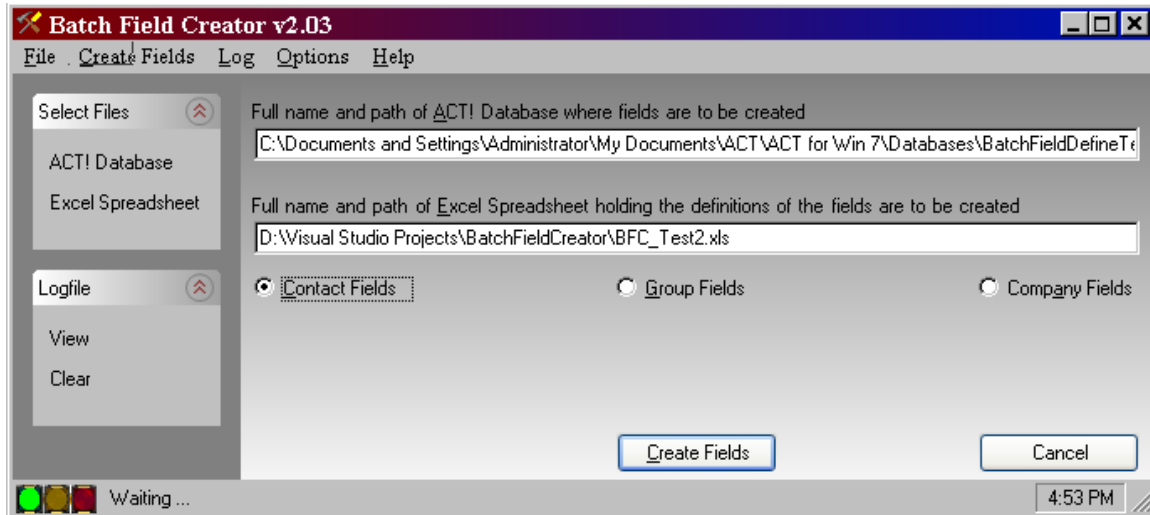 Batch Field Creator v2.03
File Create Fields Log Options Help
Select Files
ACT! Database
Excel Spreadsheet
Logfile
View
Clear
Full name and path of ACT! Database where fields are to be created
C:\Documents and Settings\Administrator\My Documents\ACT\ACT for Win 7\Databases\BatchFieldDefineTe
Full name and path of Excel Spreadsheet holding the definitions of the fields are to be created
D:\Visual Studio Projects\BatchFieldCreator\BFC_Test2.xls
Contact Fields Group Fields Company Fields
Create Fields Cancel
Waiting ... 4:53 PM